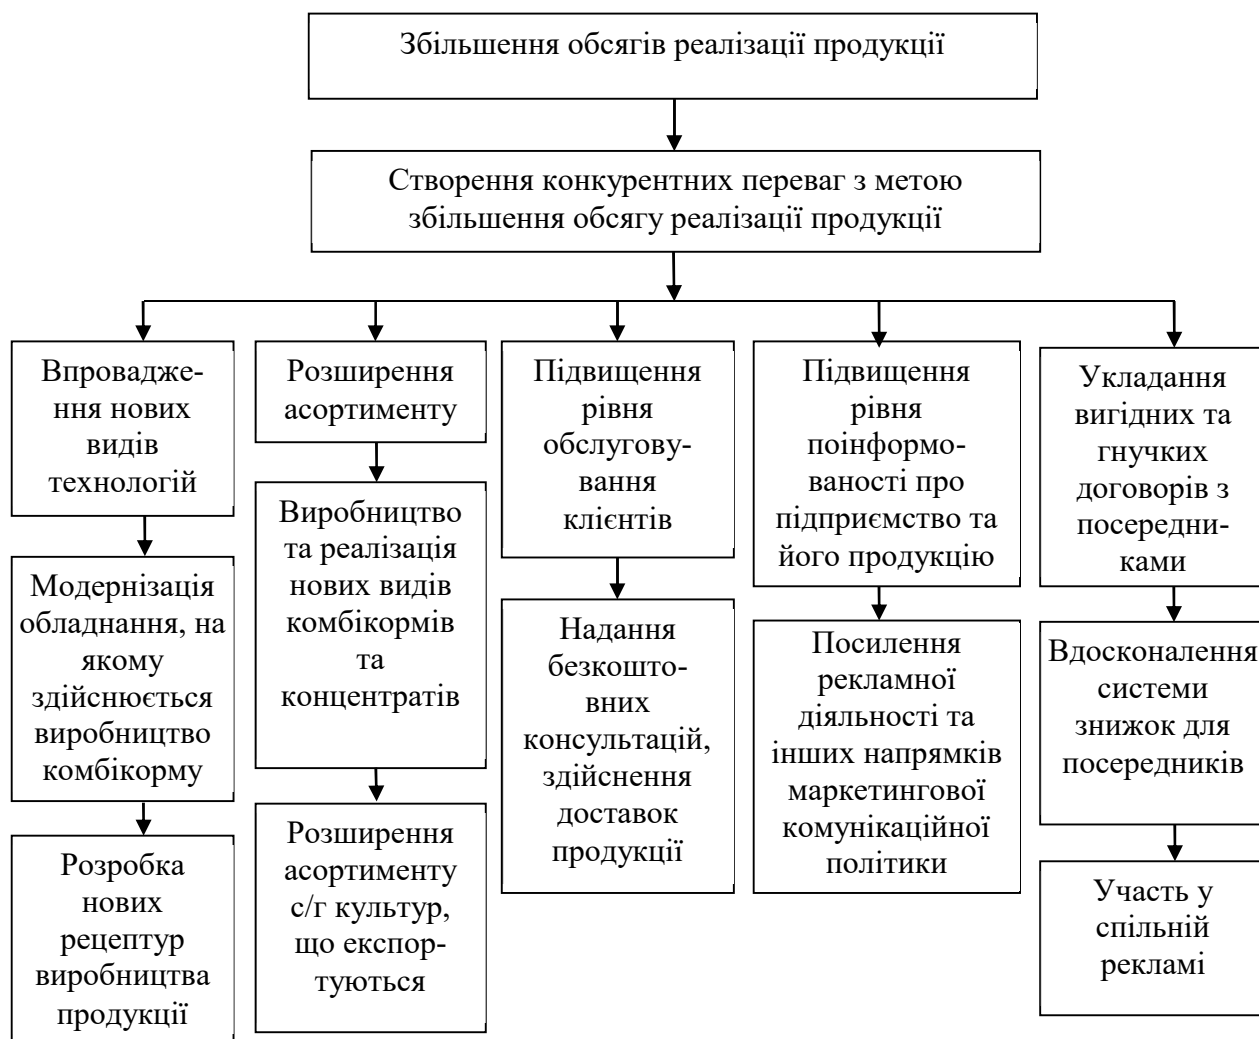 Збільшення обсягів реалізації продукції
Створення конкурентних переваг з метою
збільшення обсягу реалізації продукції
Впровадже-
ння нових
видів
технологій
Модернізація
обладнання, на
якому
здійснюється
виробництво
комбікорму
Розробка
нових
рецептур
виробництва
продукції
Розширення
асортименту
Виробництво
та реалізація
нових видів
комбікормів
та
концентратів
Розширення
асортименту
с/г культур,
що експор-
туються
Підвищення
рівня
обслугову-
вання
клієнтів
Надання
безкошто-
вних
консультацій,
здійснення
доставок
продукції
Підвищення
рівня
поінформо-
ваності про
підприємство та
його продукцію
Посилення
рекламної
діяльності та
інших напрямків
маркетингової
комунікаційної
політики
Укладання
вигідних та
гнучких
договорів з
посередни-
ками
Вдосконалення
системи
знижок для
посередників
Участь у
спільній
рекламі